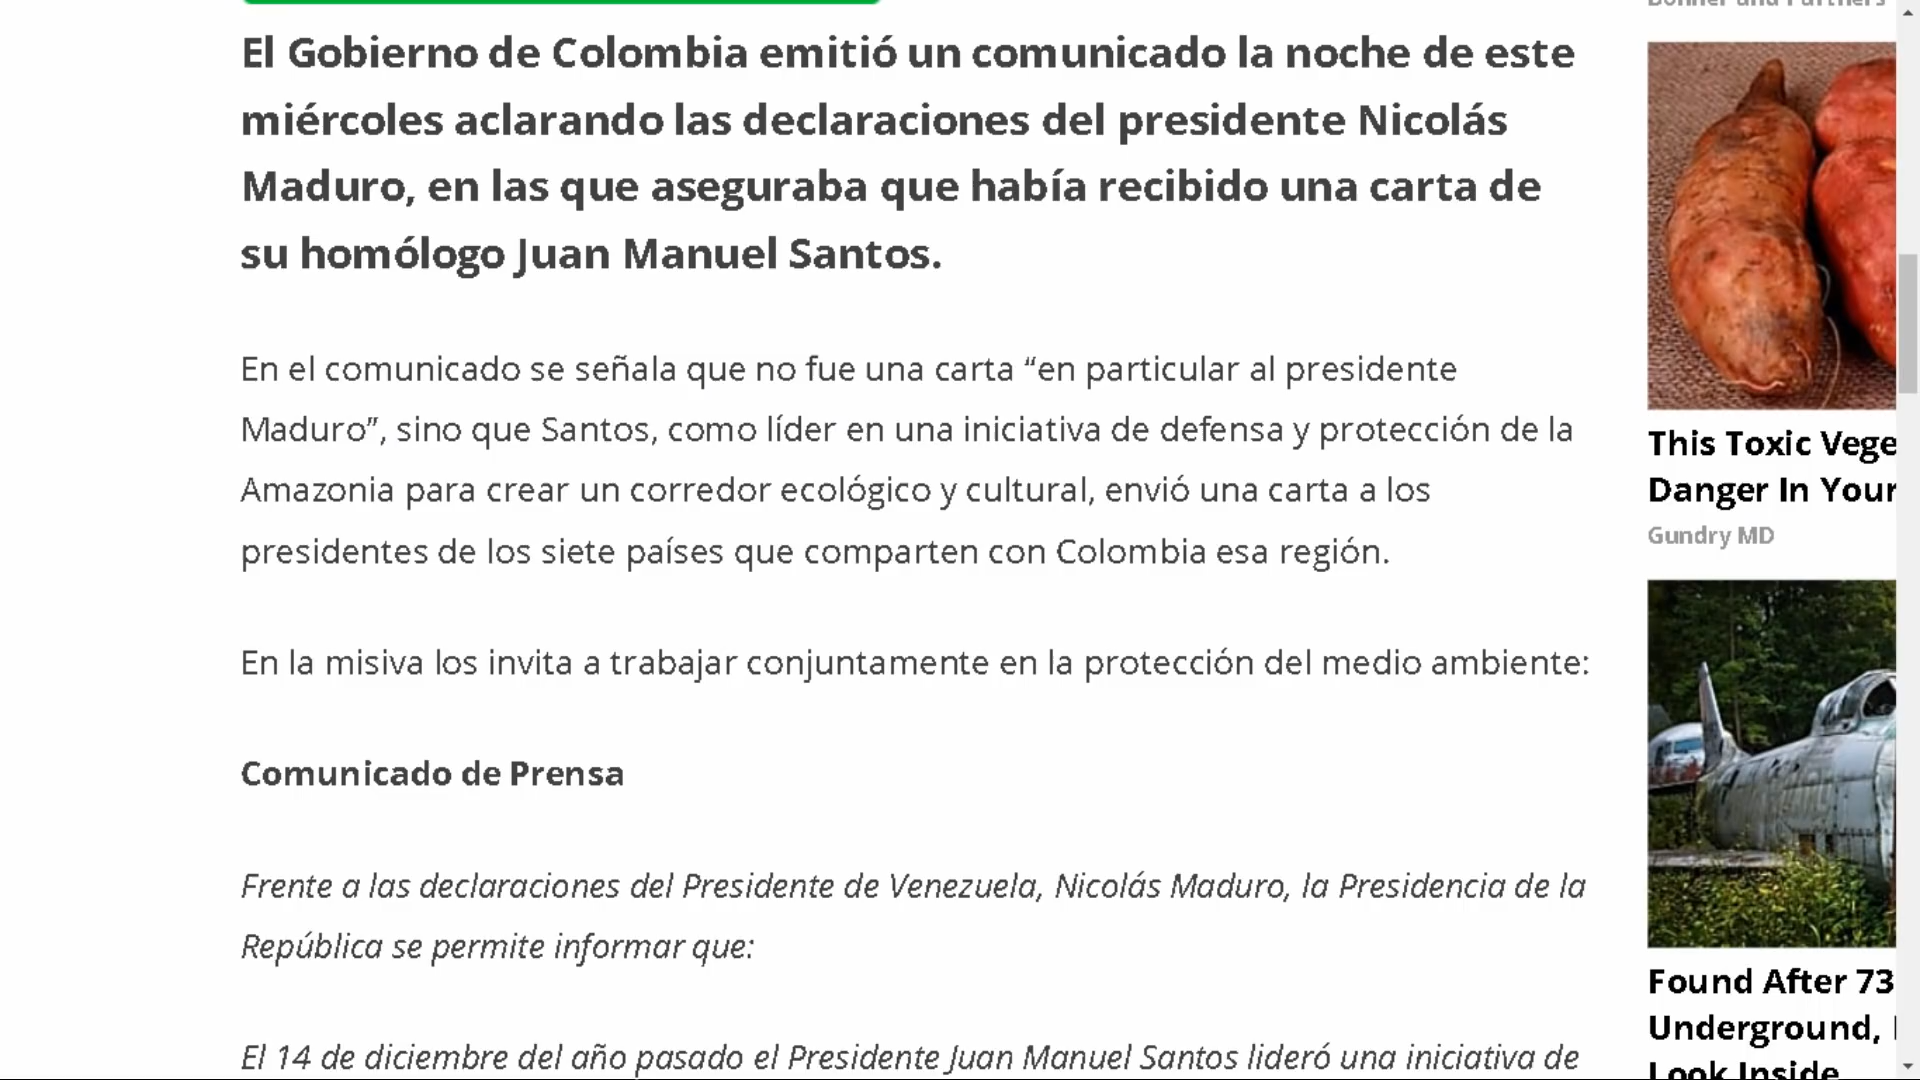 El Gobierno de Colombia emitió un comunicado la noche de este
miércoles aclarando las declaraciones del presidente Nicolás
Maduro, en las que aseguraba que había recibido una carta de
su homólogo Juan Manuel Santos.
En el comunicado se señala que no fue una carta “en particular al presidente
Maduro”, sino que Santos, como líder en una iniciativa de defensa y protección de la
Amazonia para crear un corredor ecológico y cultural, envió una carta a los
presidentes de los siete países que comparten con Colombia esa región.
En la misiva los invita a trabajar conjuntamente en la protección del medio ambiente:
Comunicado de Prensa
Frente a las declaraciones del Presidente de Venezuela, Nicolás Maduro, la Presidencia de la
República se permite informar que:
El 14 de diciembre del año pasado el Presidente Juan Manuel Santos lideró una iniciativa de
Bonner and Partners
This Toxic Vege
Danger In Your
Gundry MD
Found After 73
Underground,
Look Inside